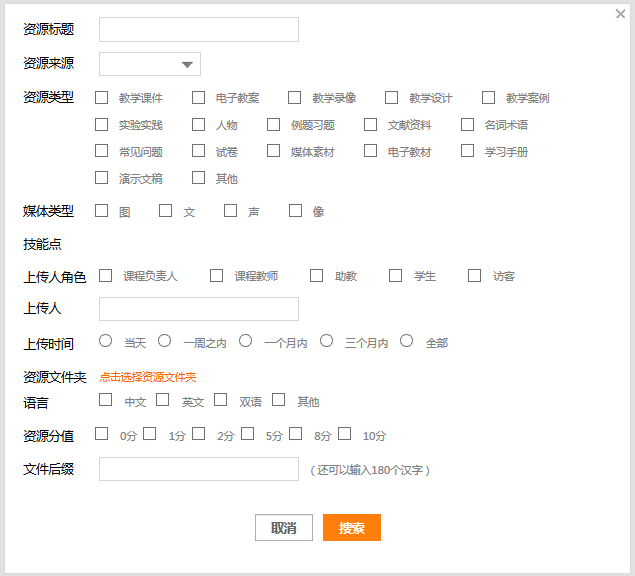 资源标题
资源来源
资源类型 教学课件 电子教案 教学录像 教学设计 教学案例
实验实践 人物 例题习题 文献资料 名词术语
常见问题 试卷 媒体素材 电子教材 学习手册
演示文稿 其他
媒体类型 图 文 声 像
技能点
上传人角色 课程负责人 课程教师 助教 学生 访客
上传人
上传时间 当天 一周之内 一个月内 三个月内 全部
资源文件夹 点击选择资源文件夹
语言 中文 英文 双语 其他
资源分值 0分 1分 2分 5分 8分 10分
文件后缀 （还可以输入180个汉字）
取消 搜索